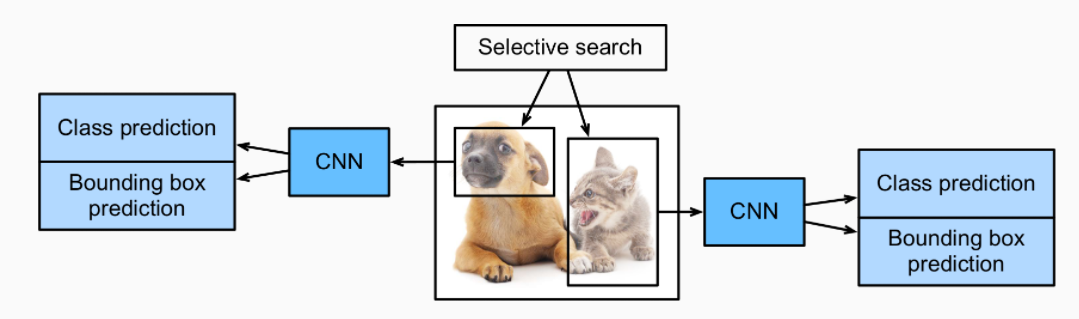 Selective search
Class prediction
Bounding box
prediction
CNN
CNN
Class prediction
Bounding box
prediction